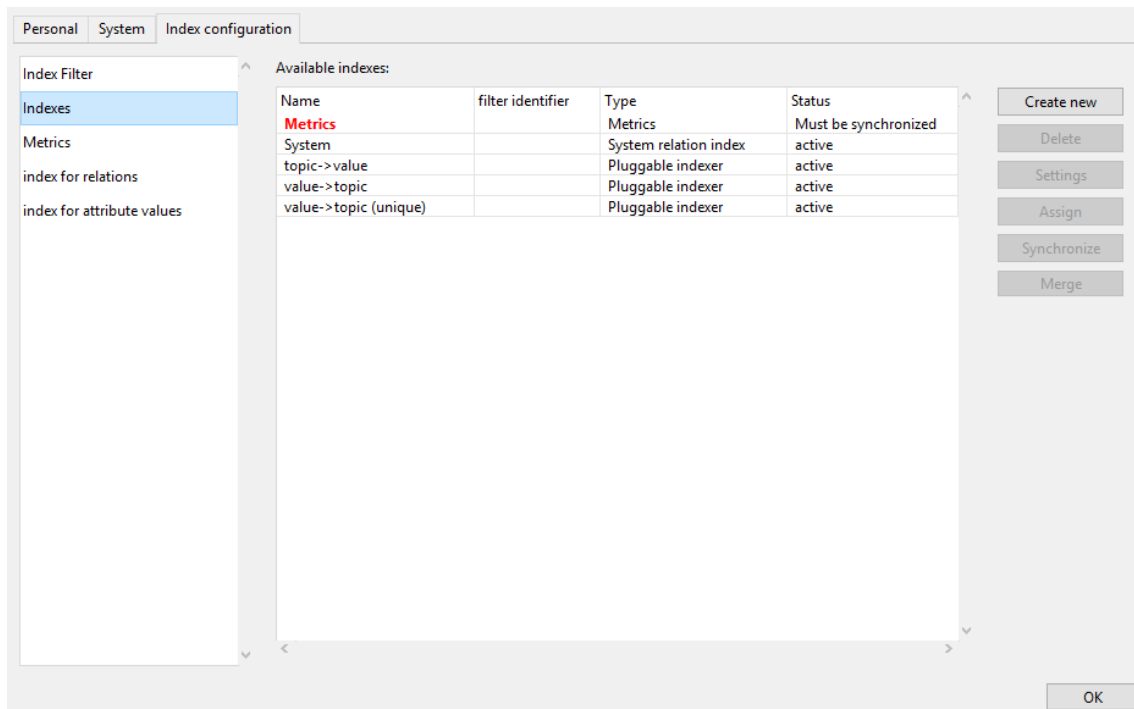 Personal System Index configuration
Index Filter
Indexes
Metrics
index for relations
index for attribute values
Available indexes:
Name filter identifier Type Status
Metrics Metrics Must be synchronized
System System relation index active
topic->value Pluggable indexer active
value->topic Pluggable indexer active
value->topic (unique) Pluggable indexer active
Create new
Delete
Settings
Assign
Synchronize
Merge
OK